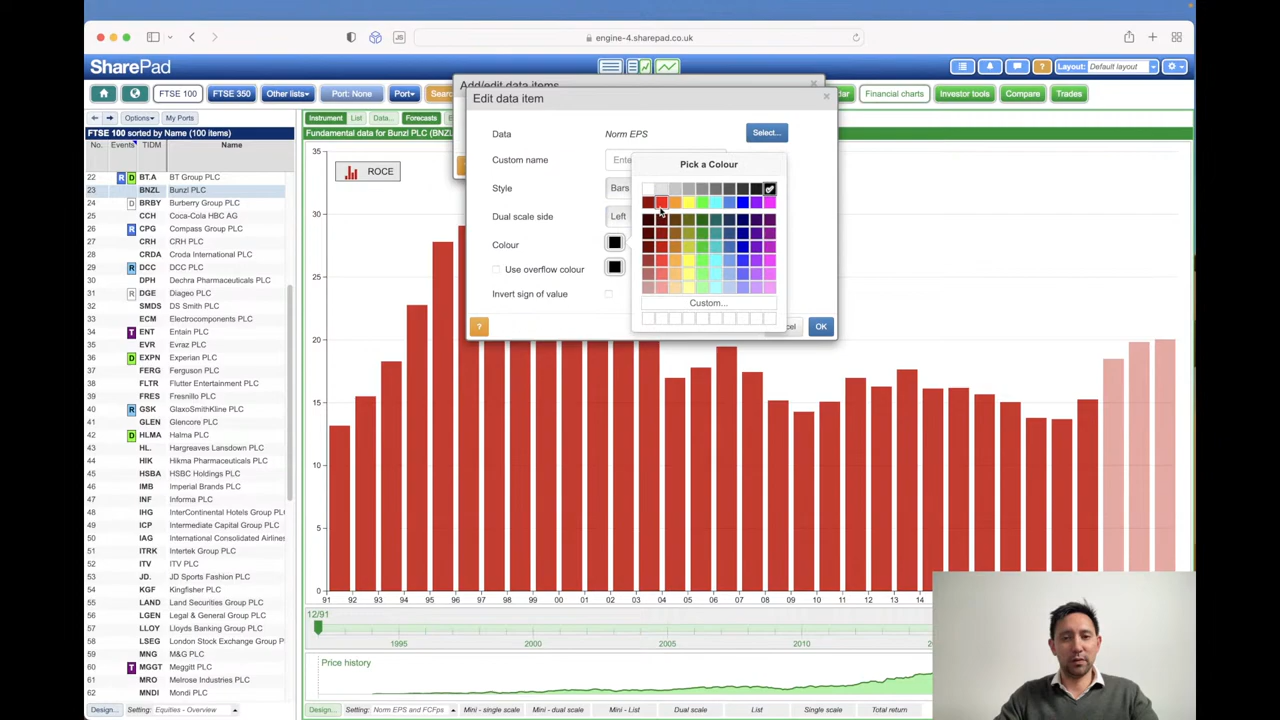 engine-4.sharepad.co.uk
SharePad
Layout: Default layout
FTSE 100 FTSE 350 Other lists Port: None Port Financial charts Investor tools Compare Trades
Options My Ports
Instrument List Data... Forecasts
FTSE 100 sorted by Name (100 items)
Fundamental data for Bunzl PLC (BNZL
No. Events TIDM Name
22 R D BT.A BT Group PLC
23 BNZL Bunzl PLC
24 D BRBY Burberry Group PLC
25 CCH Coca-Cola HBC AG
26 R CPG Compass Group PLC
27 CRH CRH PLC
28 CRDA Croda International PLC
29 R DCC DCC PLC
30 DPH Dechra Pharmaceuticals PLC
31 R DGE Diageo PLC
32 SMDS DS Smith PLC
33 ECM Electrocomponents PLC
34 T ENT Entain PLC
35 EVR Evraz PLC
36 D EXPN Experian PLC
37 FERG Ferguson PLC
38 FLTR Flutter Entertainment PLC
39 FRES Fresnillo PLC
40 R GSK GlaxoSmithKline PLC
41 GLEN Glencore PLC
42 D HLMA Halma PLC
43 HL. Hargreaves Lansdown PLC
44 HIK Hikma Pharmaceuticals PLC
45 HSBA HSBC Holdings PLC
46 IMB Imperial Brands PLC
47 INF Informa PLC
48 IHG InterContinental Hotels Group PLC
49 ICP Intermediate Capital Group PLC
50 IAG International Consolidated Airlines
51 ITRK Intertek Group PLC
52 ITV ITV PLC
53 JD. JD Sports Fashion PLC
54 KGF Kingfisher PLC
55 LAND Land Securities Group PLC
56 LGEN Legal & General Group PLC
57 LLOY Lloyds Banking Group PLC
58 LSEG London Stock Exchange Group PLC
59 MNG M&G PLC
60 T MGGT Meggitt PLC
61 MRO Melrose Industries PLC
62 MNDI Mondi PLC
Design... Setting: Equities - Overview
Add/edit data items
Edit data item
Data Norm EPS Select...
Custom name
Style Bars
Dual scale side Left
Colour
Use overflow colour
Invert sign of value
? OK
Pick a Colour
Custom...
ROCE
35
30
25
20
15
10
5
0
91 92 93 94 95 96 97 98 99 00 01 02 03 04 05 06 07 08 09 10 11 12 13 14
12/91
1995 2000 2005 2010
Price history
Design... Setting: Norm EPS and FCFps Mini - single scale Mini - dual scale Mini - List Dual scale List Single scale Total return